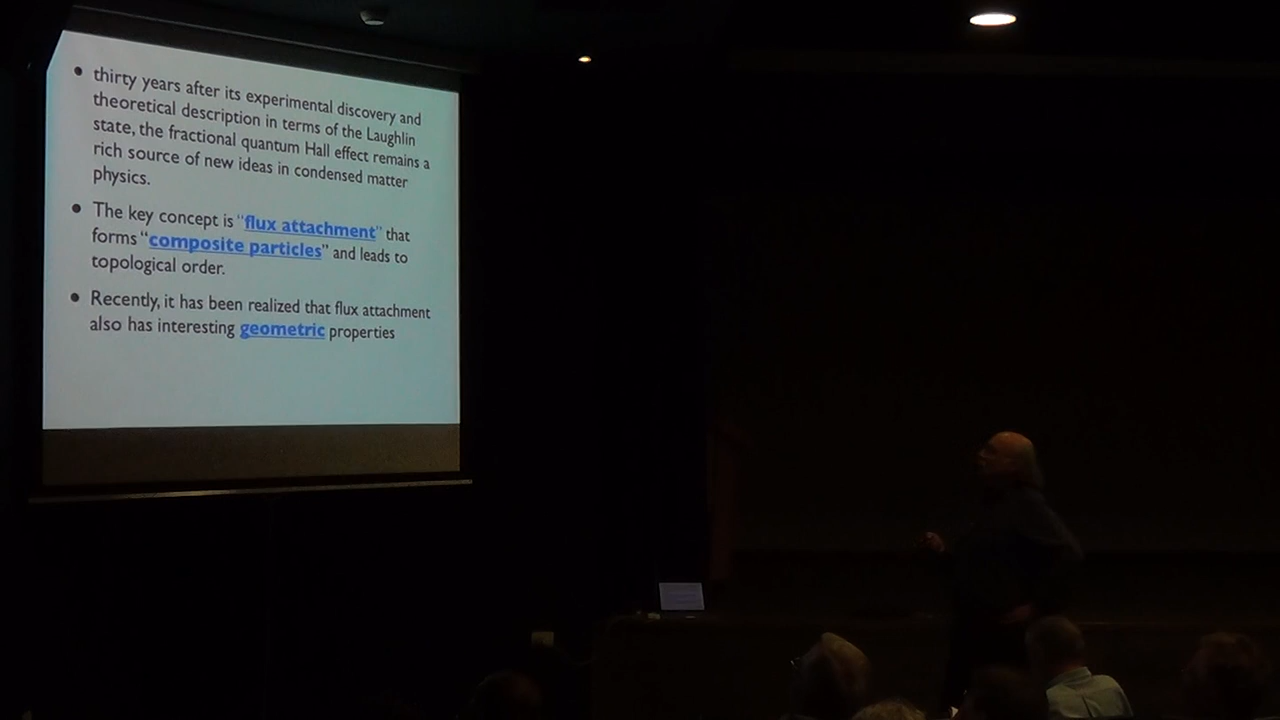 • thirty years after its experimental discovery and
theoretical description in terms of the Laughlin
state, the fractional quantum Hall effect remains a
rich source of new ideas in condensed matter
physics.
• The key concept is "flux attachment" that
forms "composite particles" and leads to
topological order.
• Recently, it has been realized that flux attachment
also has interesting geometric properties